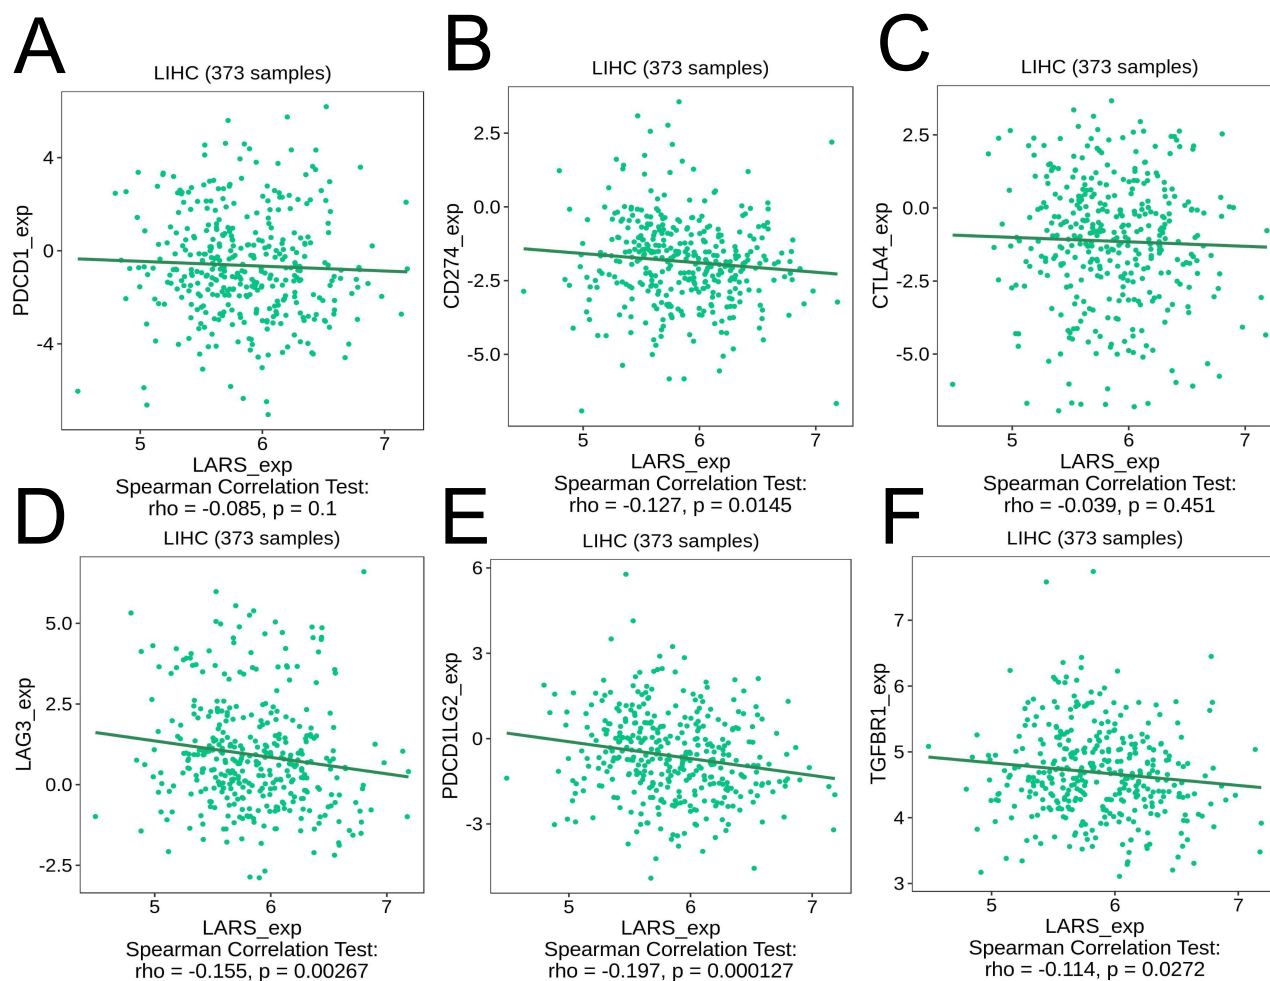 A
LIHC (373 samples)
PDCD1_exp
4
0
-4
5 6 7
LARS_exp
Spearman Correlation Test:
rho = -0.085, p = 0.1
B
LIHC (373 samples)
CD274_exp
2.5
0.0
-2.5
-5.0
5 6 7
LARS_exp
Spearman Correlation Test:
rho = -0.127, p = 0.0145
C
LIHC (373 samples)
CTLA4_exp
2.5
0.0
-2.5
-5.0
5 6 7
LARS_exp
Spearman Correlation Test:
rho = -0.039, p = 0.451
D
LIHC (373 samples)
LAG3_exp
5.0
2.5
0.0
-2.5
5 6 7
LARS_exp
Spearman Correlation Test:
rho = -0.155, p = 0.00267
E
LIHC (373 samples)
PDCD1LG2_exp
6
3
0
-3
5 6 7
LARS_exp
Spearman Correlation Test:
rho = -0.197, p = 0.000127
F
LIHC (373 samples)
TGFBR1_exp
7
6
5
4
3
5 6 7
LARS_exp
Spearman Correlation Test:
rho = -0.114, p = 0.0272